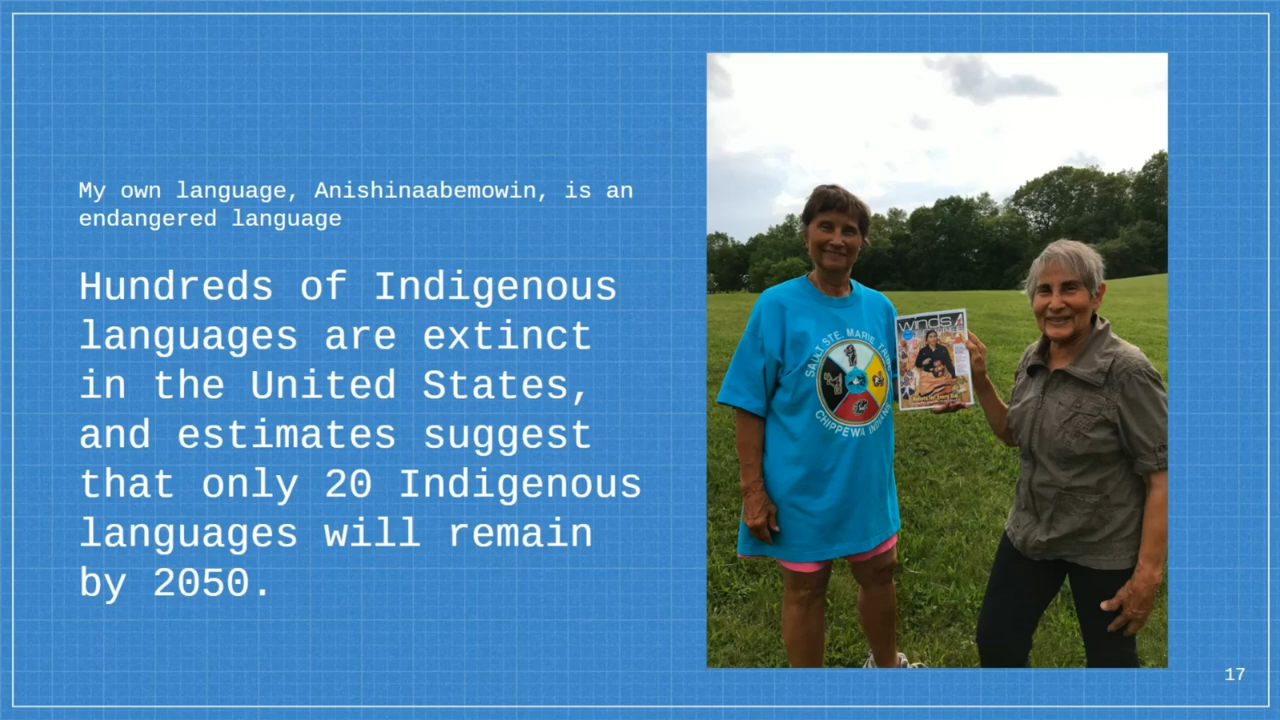 My own language, Anishinaabemowin, is an
endangered language
Hundreds of Indigenous
languages are extinct
in the United States,
and estimates suggest
that only 20 Indigenous
languages will remain
by 2050.
SAULT STE. MARIE TRIBE
CHIPPEWA INDIANS
winds
17